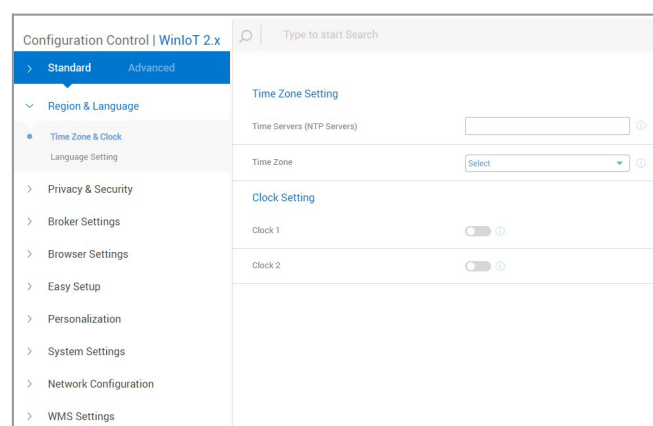 Configuration Control | WinIoT 2.x
Type to start Search
Standard Advanced
Region & Language
Time Zone & Clock
Language Setting
Privacy & Security
Broker Settings
Browser Settings
Easy Setup
Personalization
System Settings
Network Configuration
WMS Settings
Time Zone Setting
Time Servers (NTP Servers)
Time Zone Select
Clock Setting
Clock 1
Clock 2